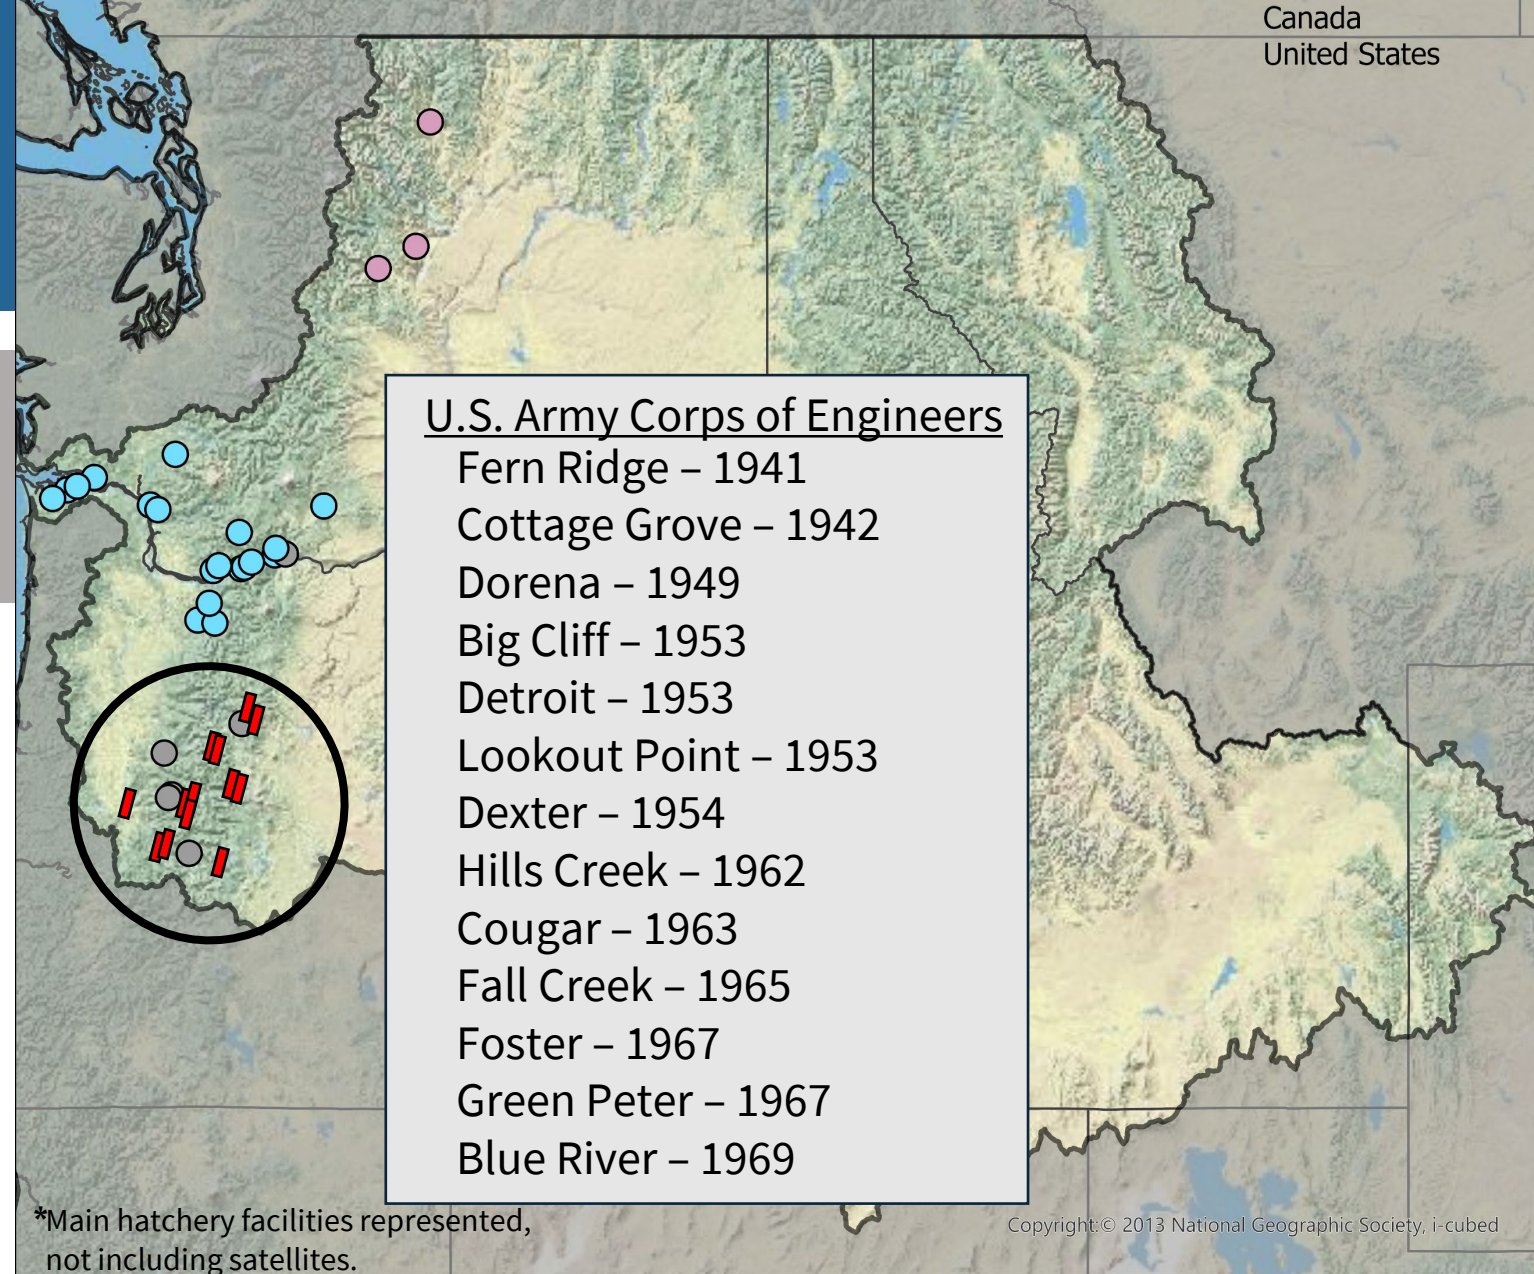 Canada
United States
U.S. Army Corps of Engineers
Fern Ridge – 1941
Cottage Grove – 1942
Dorena – 1949
Big Cliff – 1953
Detroit – 1953
Lookout Point – 1953
Dexter – 1954
Hills Creek – 1962
Cougar – 1963
Fall Creek – 1965
Foster – 1967
Green Peter – 1967
Blue River – 1969
*Main hatchery facilities represented,
not including satellites.
Copyright:© 2013 National Geographic Society, i-cubed